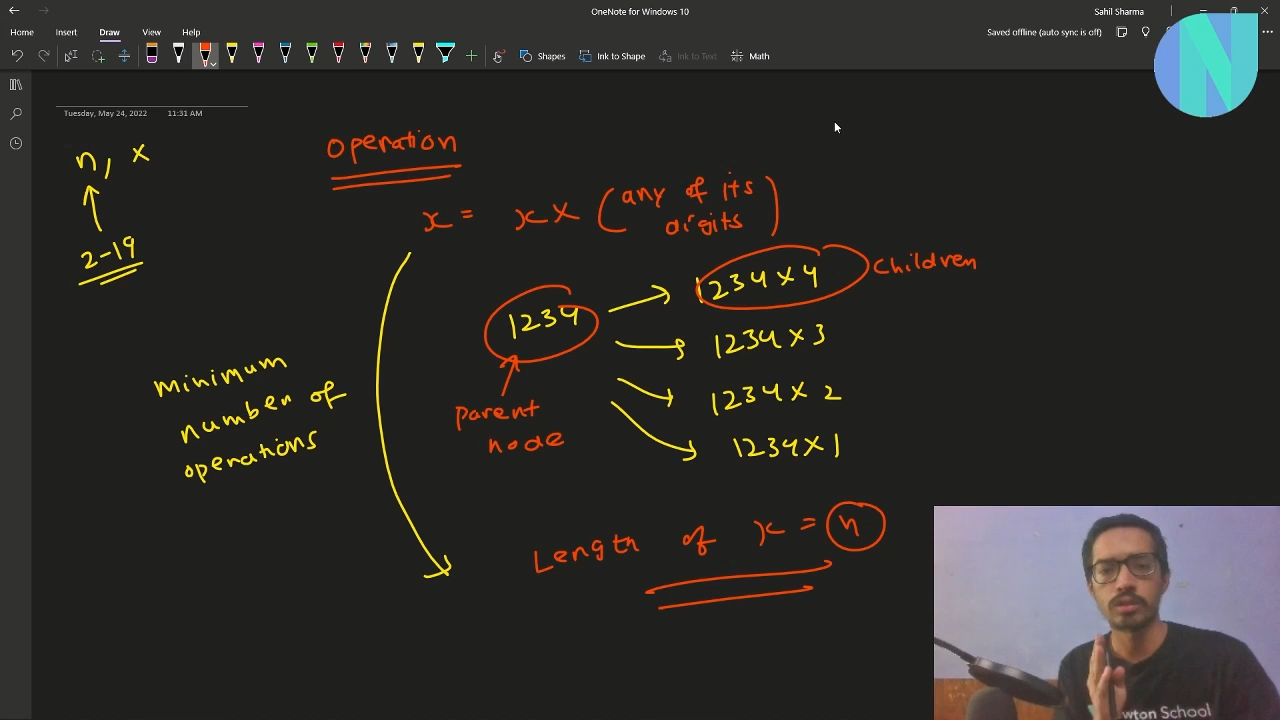 OneNote for Windows 10
Sahil Sharma
Home
Insert
Draw
View
Help
Saved offline (auto sync is off)
Shapes
Ink to Shape
Ink to Text
Math
Tuesday, May 24, 2022
11:31 AM
n, x
2-19
operation
x = x X (any of its
digits)
1234
1234 x 4
children
1234 x 3
1234 x 2
1234 x 1
parent
node
minimum
number of
operations
Length of x = n
N
wton School